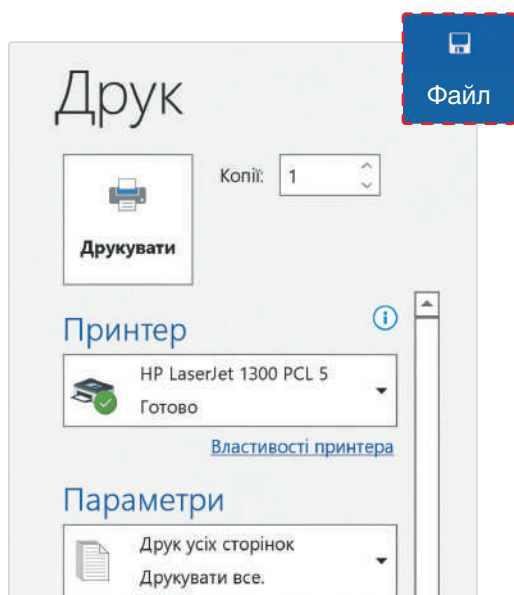 Файл
Друк
Копії: 1
Друкувати
Принтер
HP LaserJet 1300 PCL 5
Готово
Властивості принтера
Параметри
Друк усіх сторінок
Друкувати все.